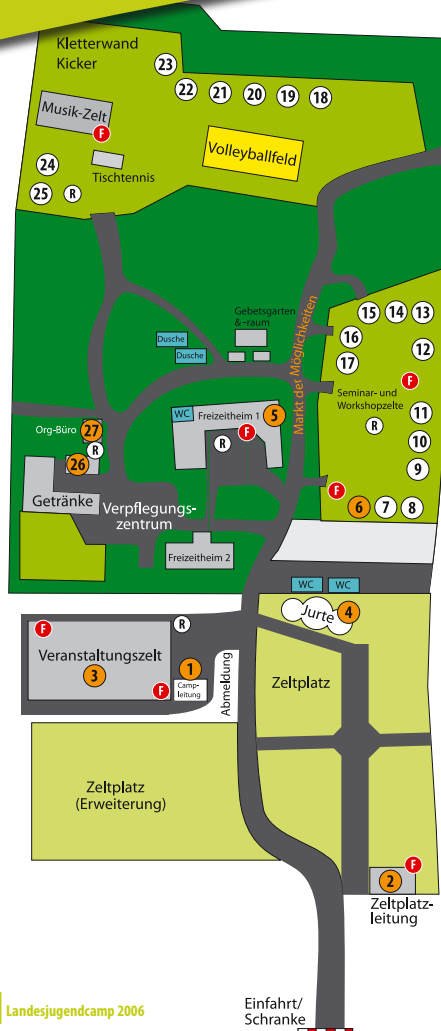 Kletterwand
Kicker
23
22
21
20
19
18
Musik-Zelt
F
Volleyballfeld
24
Tischtennis
25
R
Gebetsgarten
&-raum
Markt der Möglichkeiten
15
14
13
16
12
17
Dusche
Dusche
F
Seminar- und
Workshopzelte
WC
Freizeitheim 1
5
11
R
F
R
10
Org-Büro
27
R
26
9
Getränke
Verpflegungs-
zentrum
F
6
7
8
Freizeitheim 2
WC
WC
Jurte
4
F
R
Veranstaltungszelt
3
1
Camp-
leitung
F
Abmeldung
Zeltplatz
Zeltplatz
(Erweiterung)
F
2
Zeltplatz-
leitung
Landesjugendcamp 2006
Einfahrt/
Schranke